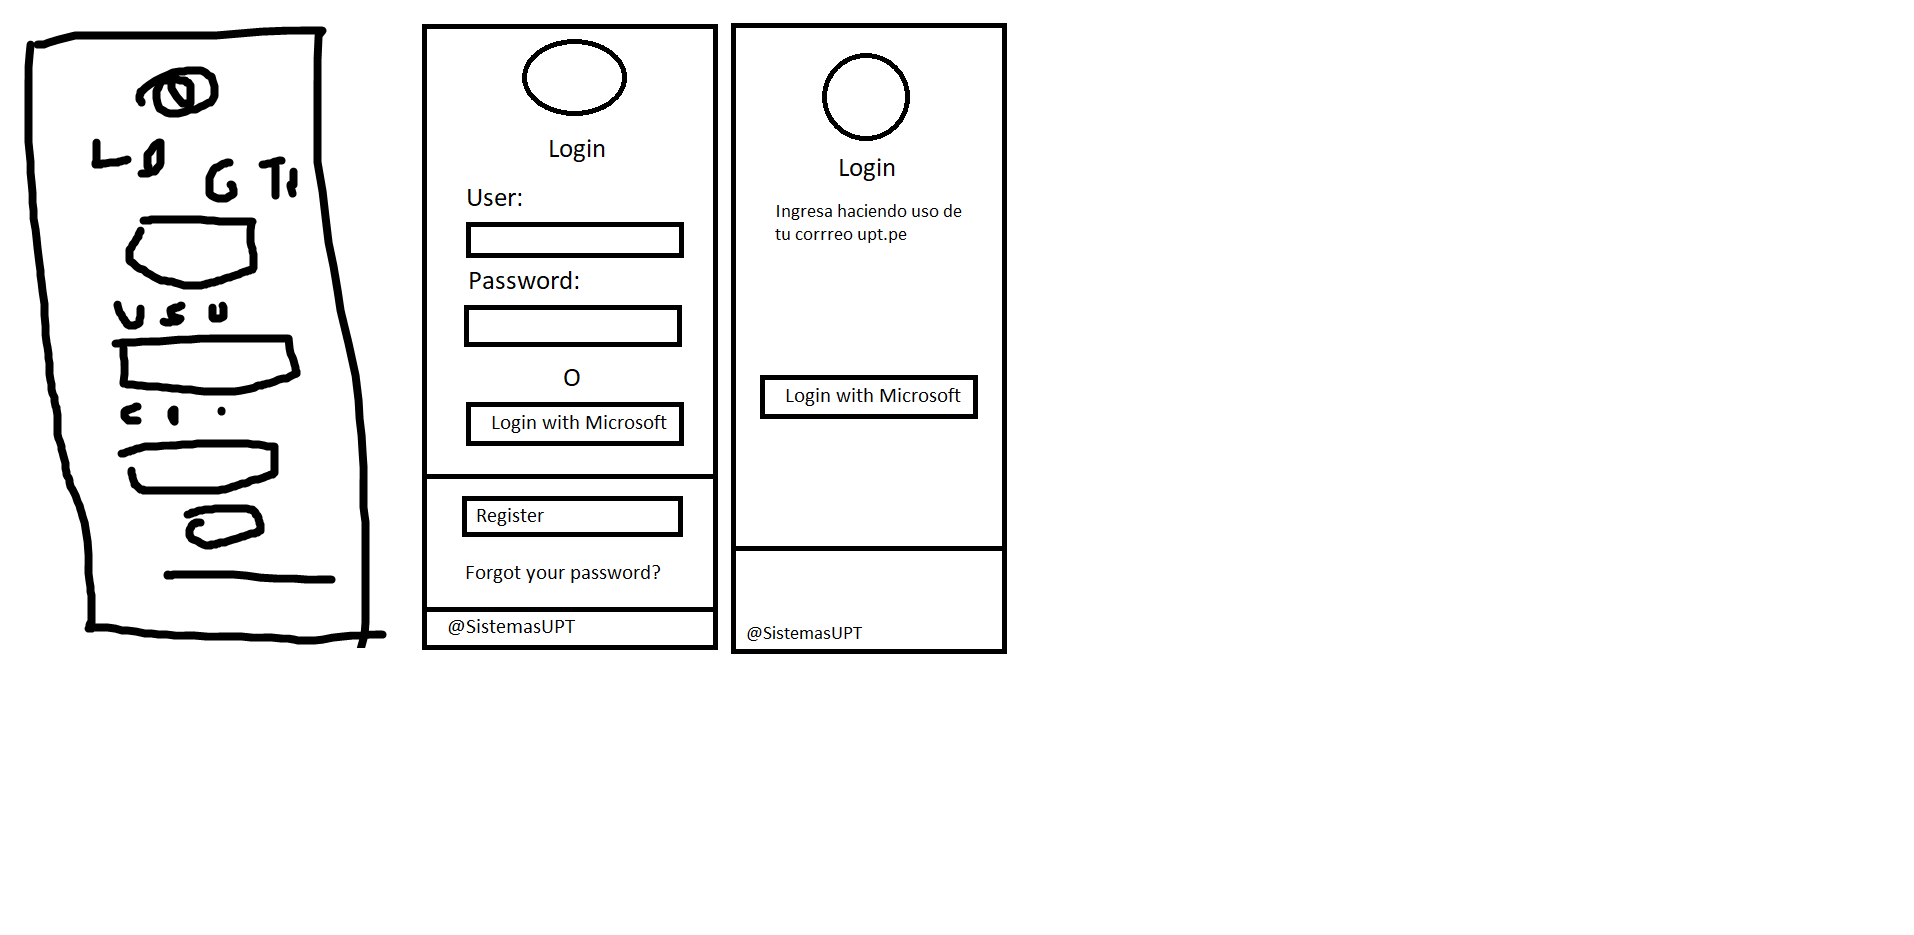 LO
G TI
USU
C I .
Login
User:
Password:
O
Login with Microsoft
Register
Forgot your password?
@SistemasUPT
Login
Ingresa haciendo uso de
tu corrreo upt.pe
Login with Microsoft
@SistemasUPT